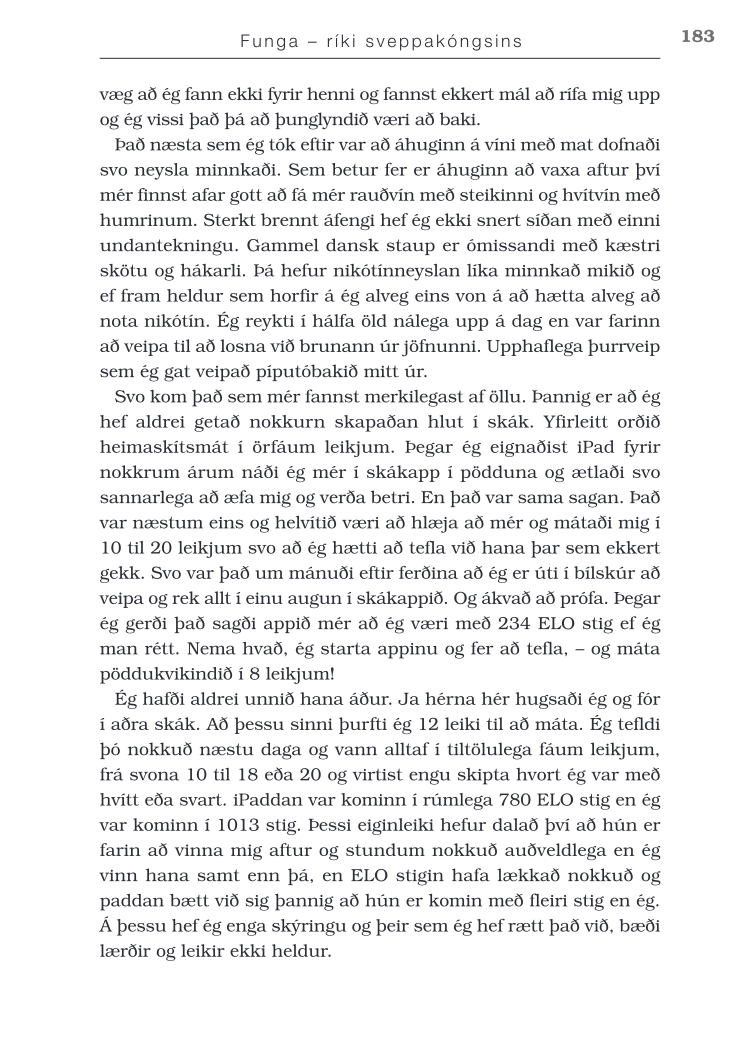 Funga – ríki sveppakóngsins
183
væg að ég fann ekki fyrir henni og fannst ekkert mál að rífa mig upp
og ég vissi það þá að þunglyndið væri að baki.
Það næsta sem ég tók eftir var að áhuginn á víni með mat dofnaði
svo neysla minnkaði. Sem betur fer er áhuginn að vaxa aftur því
mér finnst afar gott að fá mér rauðvín með steikinni og hvítvín með
humrinum. Sterkt brennt áfengi hef ég ekki snert síðan með einni
undantekningu. Gammel dansk staup er ómissandi með kæstri
skötu og hákarli. Þá hefur nikótínneyslan líka minnkað mikið og
ef fram heldur sem horfir á ég alveg eins von á að hætta alveg að
nota nikótín. Ég reykti í hálfa öld nálega upp á dag en var farinn
að veipa til að losna við brunann úr jöfnunni. Upphaflega þurrveip
sem ég gat veipað píputóbakið mitt úr.
Svo kom það sem mér fannst merkilegast af öllu. Þannig er að ég
hef aldrei getað nokkurn skapaðan hlut í skák. Yfirleitt orðið
heimaskítsmát í örfáum leikjum. Þegar ég eignaðist iPad fyrir
nokkrum árum náði ég mér í skákapp í pödduna og ætlaði svo
sannarlega að æfa mig og verða betri. En það var sama sagan. Það
var næstum eins og helvítið væri að hlæja að mér og mátaði mig í
10 til 20 leikjum svo að ég hætti að tefla við hana þar sem ekkert
gekk. Svo var það um mánuði eftir ferðina að ég er úti í bílskúr að
veipa og rek allt í einu augun í skákappið. Og ákvað að prófa. Þegar
ég gerði það sagði appið mér að ég væri með 234 ELO stig ef ég
man rétt. Nema hvað, ég starta appinu og fer að tefla, – og máta
pöddukvikindið í 8 leikjum!
Ég hafði aldrei unnið hana áður. Ja hérna hér hugsaði ég og fór
í aðra skák. Að þessu sinni þurfti ég 12 leiki til að máta. Ég tefldi
þó nokkuð næstu daga og vann alltaf í tiltölulega fáum leikjum,
frá svona 10 til 18 eða 20 og virtist engu skipta hvort ég var með
hvítt eða svart. iPaddan var kominn í rúmlega 780 ELO stig en ég
var kominn í 1013 stig. Þessi eiginleiki hefur dalað því að hún er
farin að vinna mig aftur og stundum nokkuð auðveldlega en ég
vinn hana samt enn þá, en ELO stigin hafa lækkað nokkuð og
paddan bætt við sig þannig að hún er komin með fleiri stig en ég.
Á þessu hef ég enga skýringu og þeir sem ég hef rætt það við, bæði
lærðir og leikir ekki heldur.